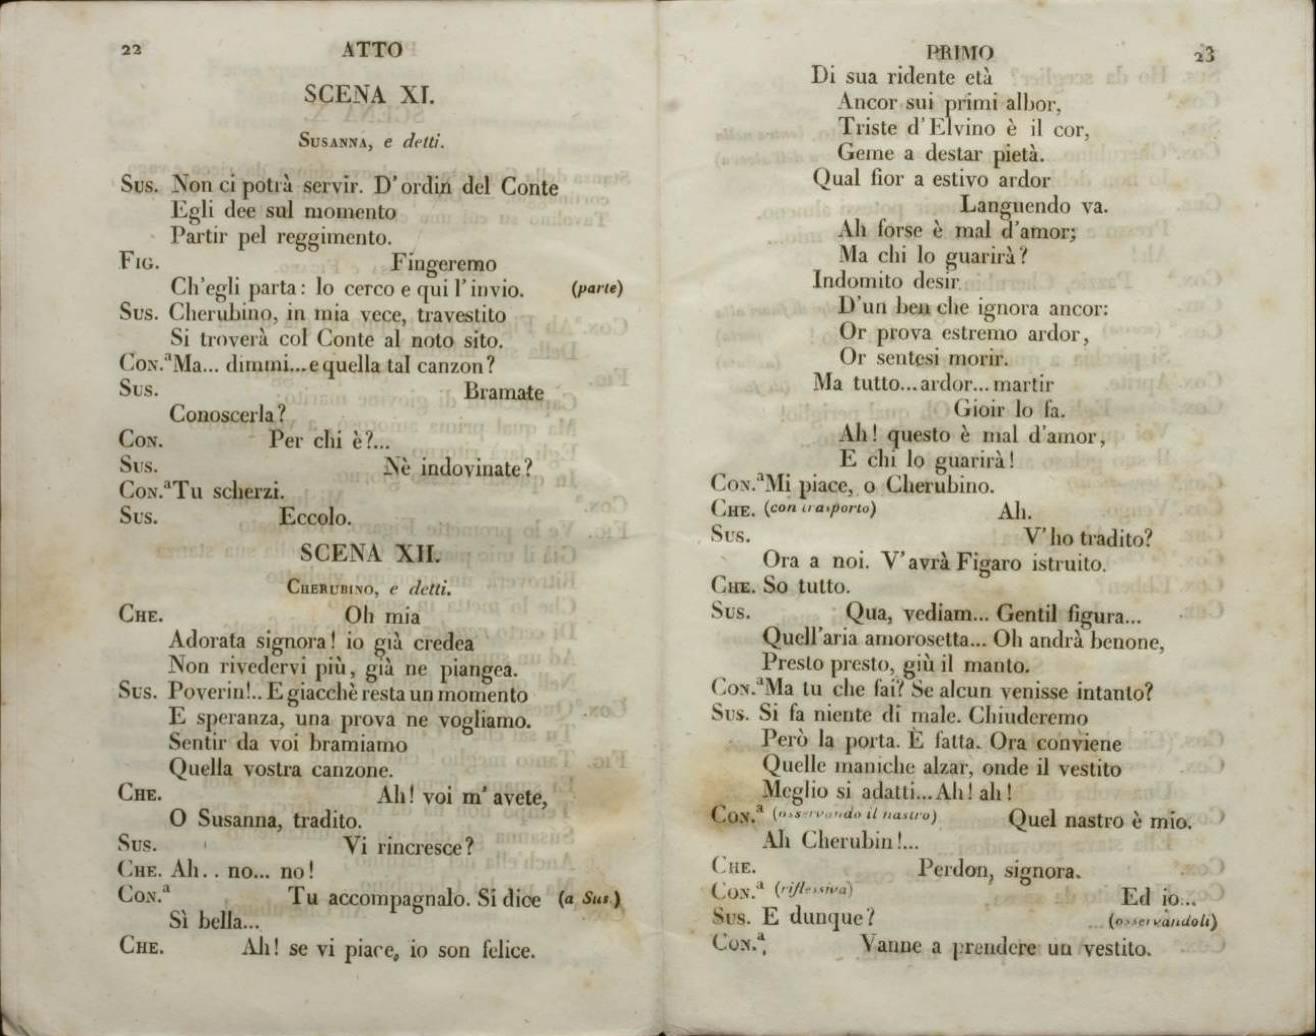 22
ATTO
SCENA XI.
SUSANNA, e detti.
SUS. Non ci potrà servir. D'ordin del Conte
Egli dee sul momento
Partir pel reggimento.
FIG. Fingeremo
Ch'egli parta: lo cerco e qui l'invio. (parte)
SUS. Cherubino, in mia vece, travestito
Si troverà col Conte al noto sito.
CON.ª Ma... dimmi...e quella tal canzon?
SUS. Bramate
Conoscerla?
CON. Per chi è?...
SUS. Nè indovinate?
CON.ª Tu scherzi.
SUS. Eccolo.
SCENA XII.
CHERUBINO, e detti.
CHE. Oh mia
Adorata signora! io già credea
Non rivedervi più, già ne piangea.
SUS. Poverin!.. E giacchè resta un momento
E speranza, una prova ne vogliamo.
Sentir da voi bramiamo
Quella vostra canzone.
CHE. Ah! voi m'avete,
O Susanna, tradito.
SUS. Vi rincresce?
CHE. Ah.. no... no!
CON.ª Tu accompagnalo. Si dice (a Sus.)
Sì bella...
CHE. Ah! se vi piace, io son felice.
PRIMO
23
Di sua ridente età
Ancor sui primi albor,
Triste d'Elvino è il cor,
Geme a destar pietà.
Qual fior a estivo ardor
Languendo va.
Ah forse è mal d'amor;
Ma chi lo guarirà?
Indomito desir
D'un ben che ignora ancor:
Or prova estremo ardor,
Or sentesi morir.
Ma tutto...ardor...martir
Gioir lo fa.
Ah! questo è mal d'amor,
E chi lo guarirà!
CON.ª Mi piace, o Cherubino.
CHE. (con trasporto) Ah.
SUS. V'ho tradito?
Ora a noi. V'avrà Figaro istruito.
CHE. So tutto.
SUS. Qua, vediam... Gentil figura...
Quell'aria amorosetta... Oh andrà benone,
Presto presto, giù il manto.
CON.ª Ma tu che fai? Se alcun venisse intanto?
SUS. Si fa niente di male. Chiuderemo
Però la porta. È fatta. Ora conviene
Quelle maniche alzar, onde il vestito
Meglio si adatti...Ah! ah!
CON.ª (osservando il nastro) Quel nastro è mio.
Ah Cherubin!...
CHE. Perdon, signora.
CON.ª (riflessiva) Ed io...
SUS. E dunque? (osservàndoli)
CON.ª Vanne a prendere un vestito.